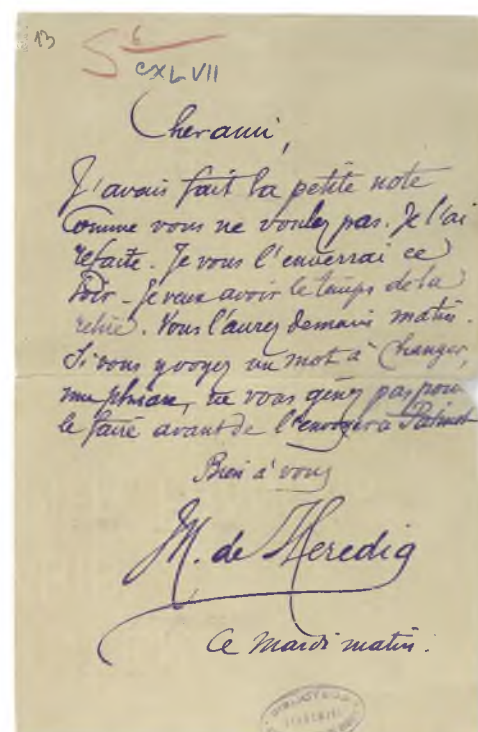 13
6
S
CXLVII
Cher ami,
J'avais fait la petite note
comme vous ne voulez pas. Je l'ai
refaite. Je vous l'enverrai ce
soir – je veux avoir le temps de la
relire. Vous l'aurez demain matin.
Si vous y voyez un mot à changer,
une phrase, ne vous gênez pas pour
le faire avant de l'envoyer à Patinot
Bien à vous
M. de Heredia
Ce mardi matin.